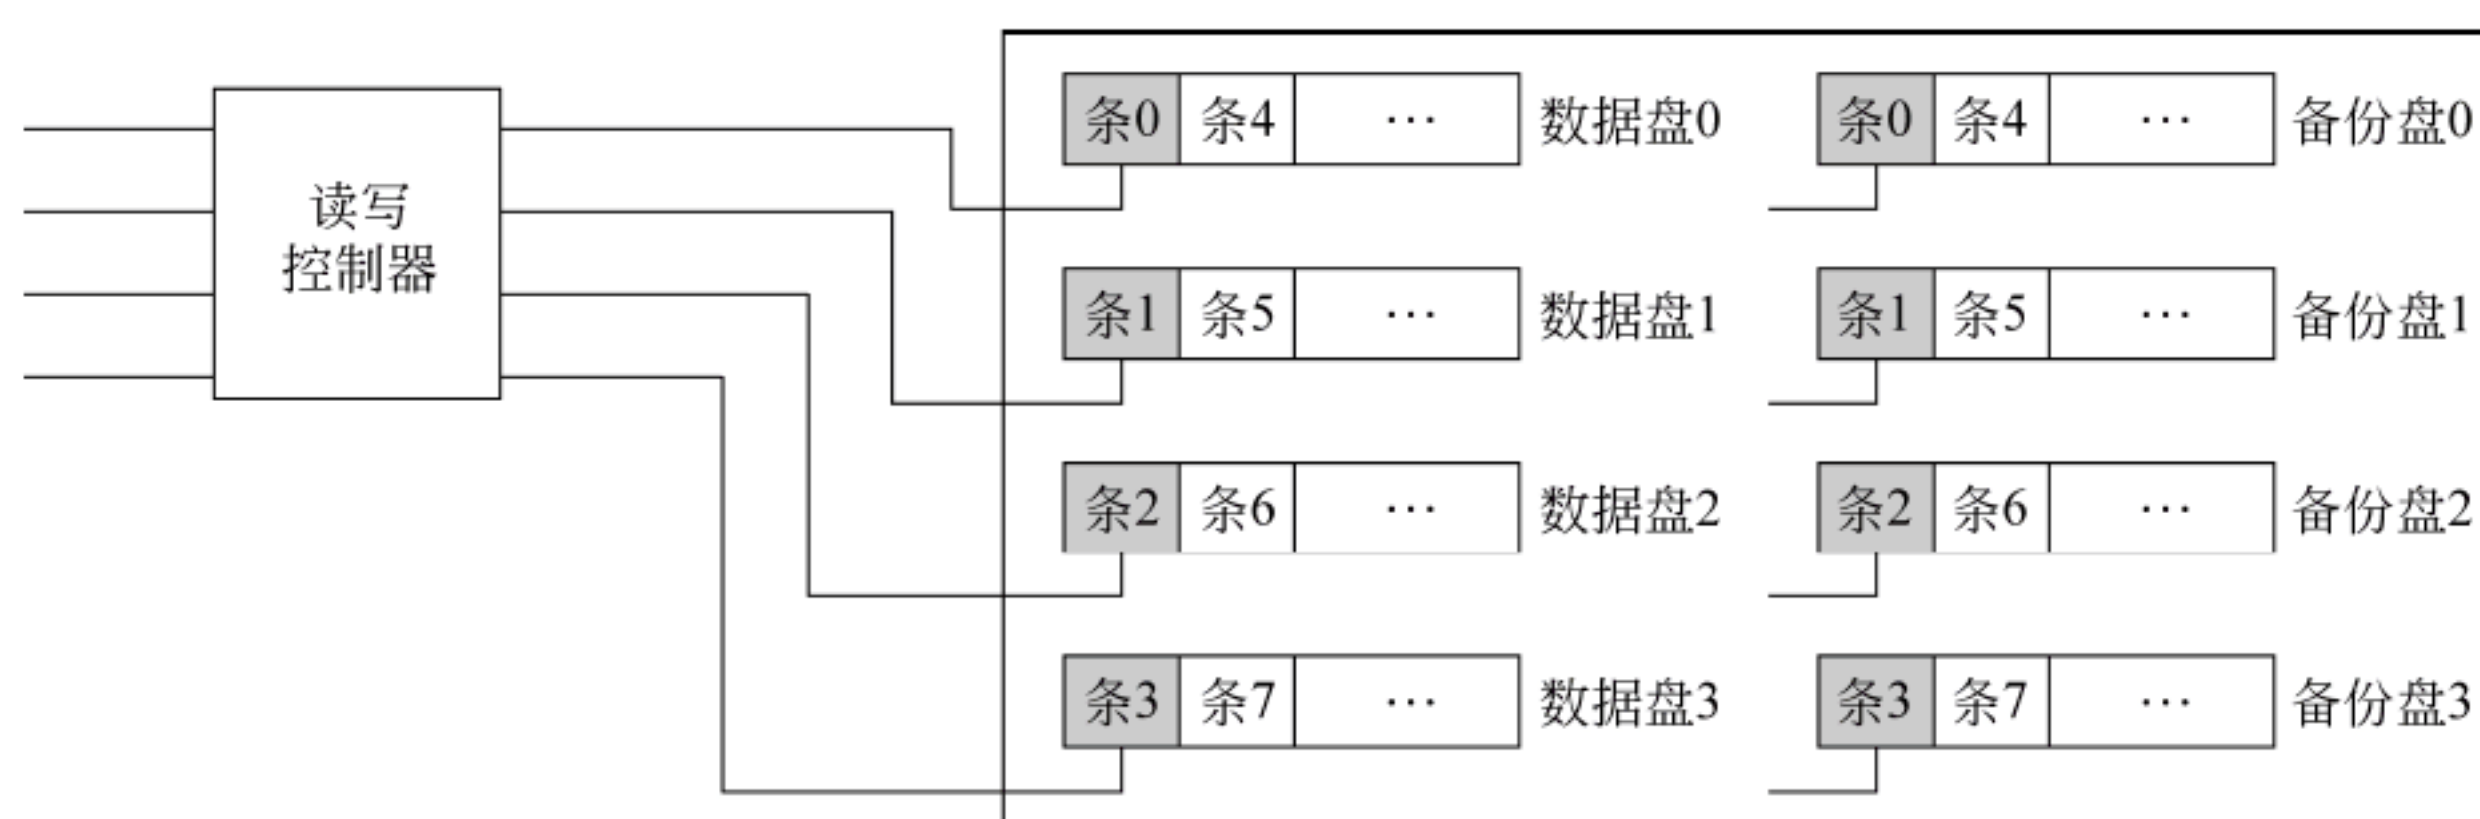 读写
控制器
条0 条4 … 数据盘0 条0 条4 … 备份盘0
条1 条5 … 数据盘1 条1 条5 … 备份盘1
条2 条6 … 数据盘2 条2 条6 … 备份盘2
条3 条7 … 数据盘3 条3 条7 … 备份盘3